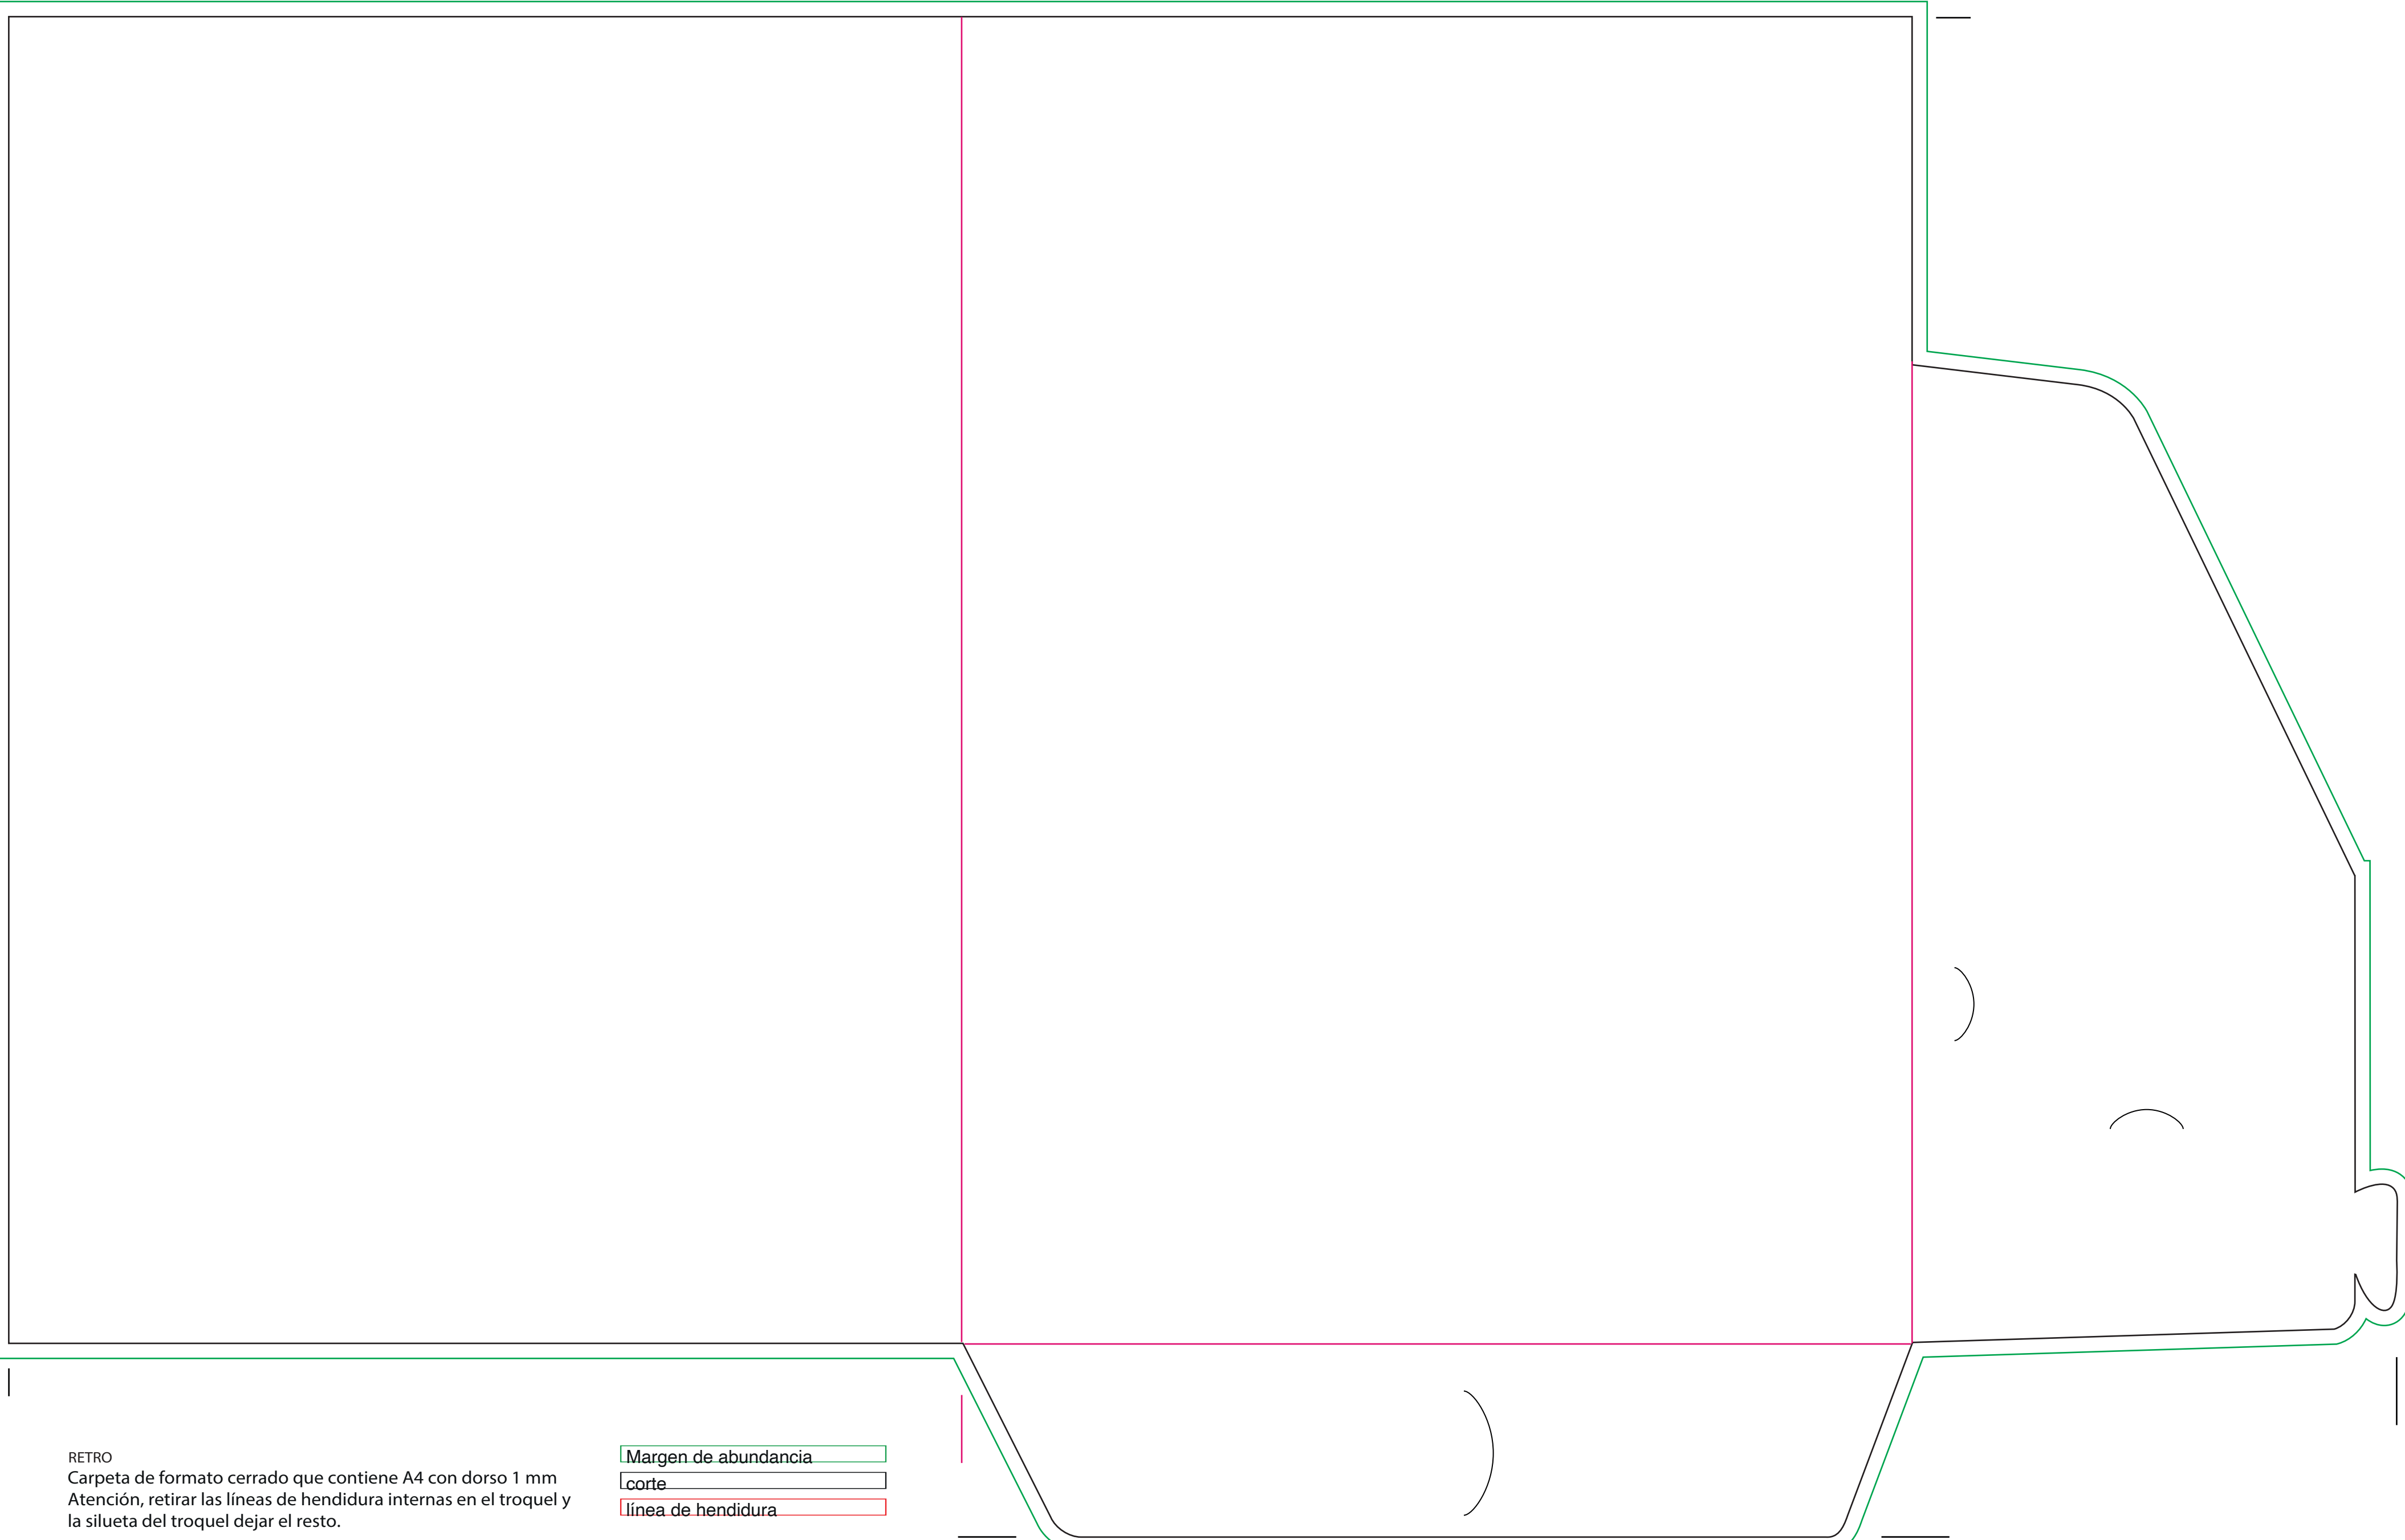 RETRO
Carpeta de formato cerrado que contiene A4 con dorso 1 mm
Atención, retirar las líneas de hendidura internas en el troquel y
la silueta del troquel dejar el resto.
Margen de abundancia
corte
línea de hendidura